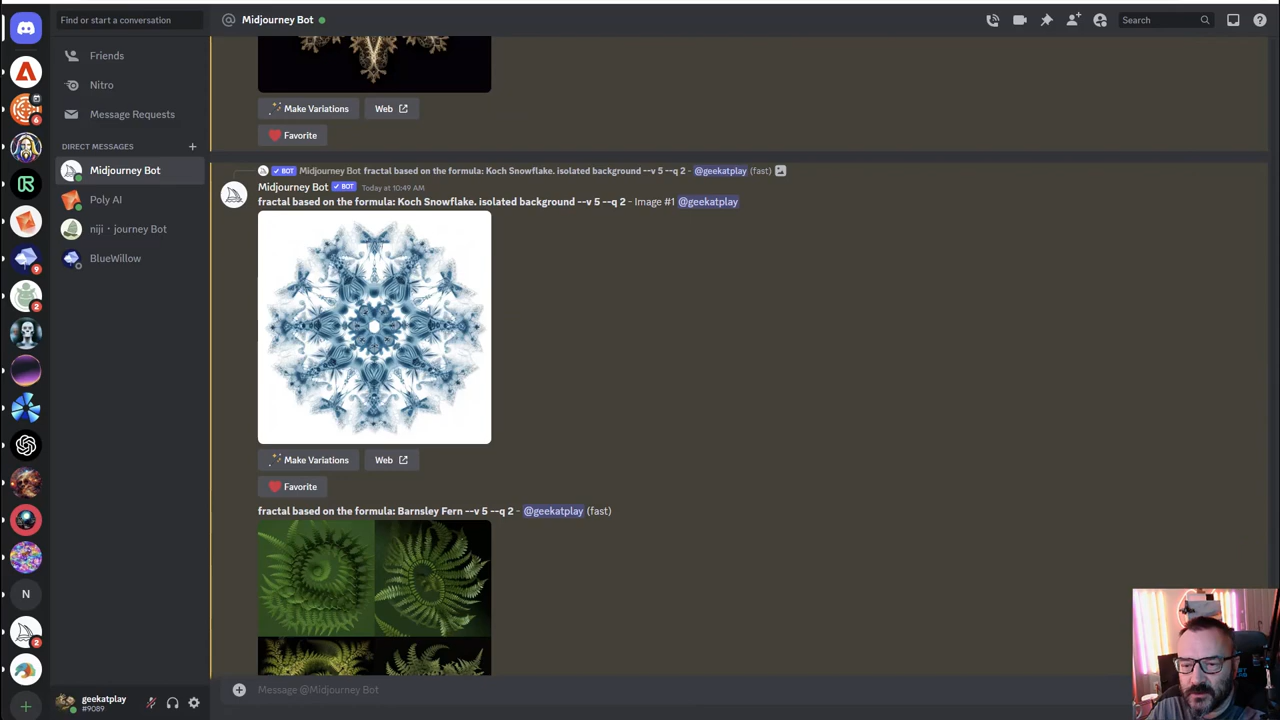 Find or start a conversation
Midjourney Bot
Search
Friends
Nitro
Message Requests
DIRECT MESSAGES
Midjourney Bot
Poly AI
niji・journey Bot
BlueWillow
6
9
2
N
2
geekatplay
#9089
Make Variations
Web
Favorite
BOT Midjourney Bot fractal based on the formula: Koch Snowflake. isolated background --v 5 --q 2 - @geekatplay (fast)
Midjourney Bot BOT Today at 10:49 AM
fractal based on the formula: Koch Snowflake. isolated background --v 5 --q 2 - Image #1 @geekatplay
Make Variations
Web
Favorite
fractal based on the formula: Barnsley Fern --v 5 --q 2 - @geekatplay (fast)
Message @Midjourney Bot